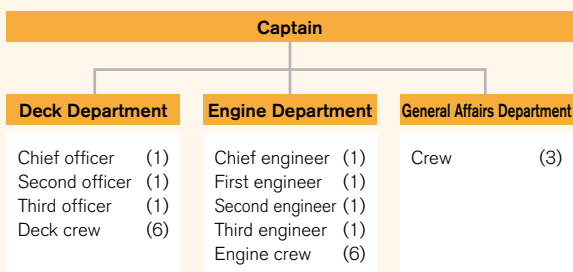 Captain
Deck Department
Chief officer (1)
Second officer (1)
Third officer (1)
Deck crew (6)
Engine Department
Chief engineer (1)
First engineer (1)
Second engineer (1)
Third engineer (1)
Engine crew (6)
General Affairs Department
Crew (3)